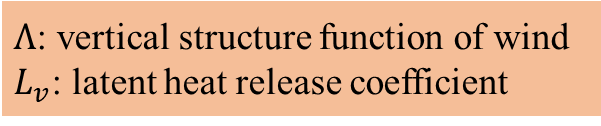 Λ: vertical structure function of wind
L_v: latent heat release coefficient